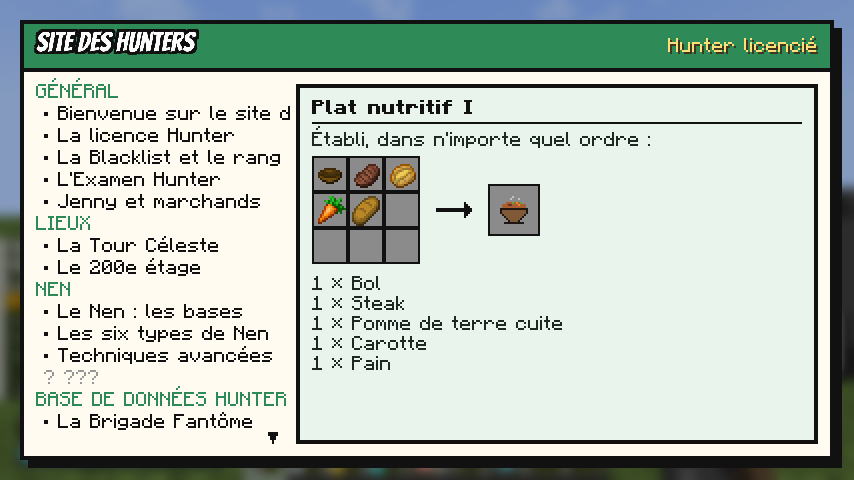 SITE DES HUNTERS
Hunter licencié
GÉNÉRAL
• Bienvenue sur le site d
• La licence Hunter
• La Blacklist et le rang
• L'Examen Hunter
• Jenny et marchands
LIEUX
• La Tour Céleste
• Le 200e étage
NEN
• Le Nen : les bases
• Les six types de Nen
• Techniques avancées
? ???
BASE DE DONNÉES HUNTER
• La Brigade Fantôme
Plat nutritif I
Établi, dans n'importe quel ordre :
1 × Bol
1 × Steak
1 × Pomme de terre cuite
1 × Carotte
1 × Pain